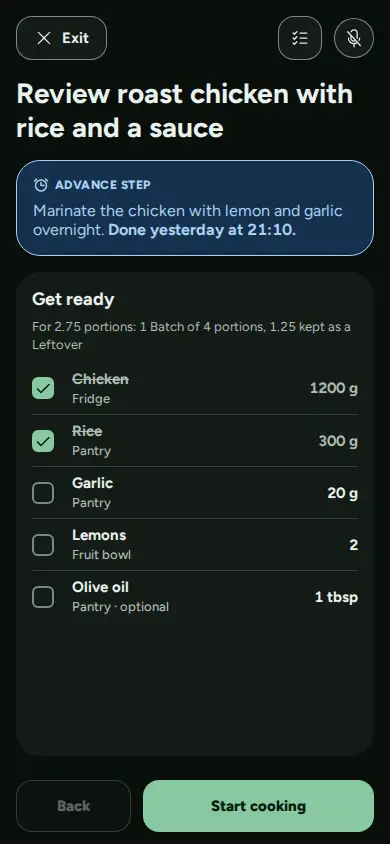 Exit
Review roast chicken with
rice and a sauce
ADVANCE STEP
Marinate the chicken with lemon and garlic
overnight. Done yesterday at 21:10.
Get ready
For 2.75 portions: 1 Batch of 4 portions, 1.25 kept as a
Leftover
Chicken
1200 g
Fridge
Rice
300 g
Pantry
Garlic
20 g
Pantry
Lemons
2
Fruit bowl
Olive oil
1 tbsp
Pantry · optional
Back
Start cooking